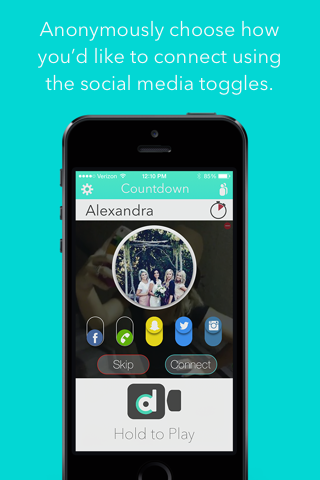 Anonymously choose how
you'd like to connect using
the social media toggles.
Verizon 12:10 PM 85%
Countdown
Alexandra
Skip Connect
d
Hold to Play